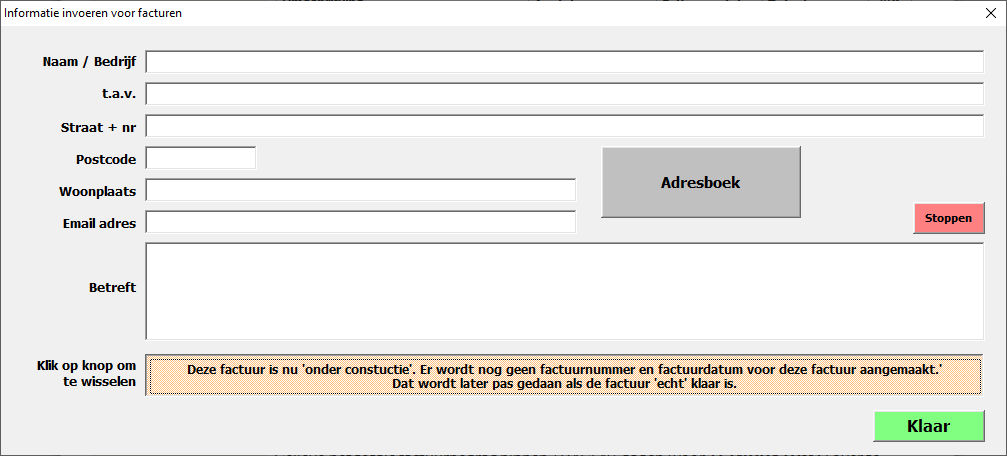 Informatie invoeren voor facturen
Naam / Bedrijf
t.a.v.
Straat + nr
Postcode
Adresboek
Woonplaats
Stoppen
Email adres
Betreft
Klik op knop om
te wisselen
Deze factuur is nu 'onder constuctie'. Er wordt nog geen factuurnummer en factuurdatum voor deze factuur aangemaakt.'
Dat wordt later pas gedaan als de factuur 'echt' klaar is.
Klaar